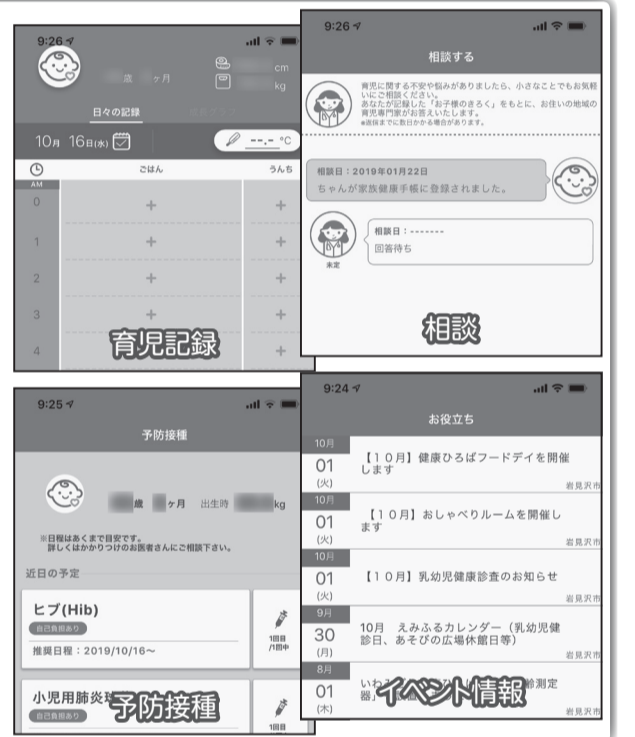 9:26
歳 ヶ月
cm
kg
日々の記録
10月 16日(水)
--.- °C
ごはん
うんち
AM
0
1
2
3
4
育児記録
9:26
相談する
育児に関する不安や悩みがありましたら、小さなことでもお気軽
いにご相談ください。
あなたが記録した「お子様のきろく」をもとに、お住いの地域の
育児専門家がお答えいたします。
※返信までに数日かかる場合があります。
相談日：2019年01月22日
ちゃんが家族健康手帳に登録されました。
相談日：-------
回答待ち
未定
相談
9:25
予防接種
歳 ヶ月 出生時 kg
※日程はあくまで目安です。
詳しくはかかりつけのお医者さんにご相談下さい。
近日の予定
ヒブ(Hib)
自己負担あり
推奨日程：2019/10/16〜
1回目
/1回中
小児用肺炎球
自己負担あり
1回目
予防接種
9:24
お役立ち
10月
01
(火)
【１０月】健康ひろばフードデイを開催
します
岩見沢市
10月
01
(火)
【１０月】おしゃべりルームを開催し
ます
岩見沢市
10月
01
(火)
【１０月】乳幼児健康診査のお知らせ
岩見沢市
9月
30
(月)
10月　えみふるカレンダー（乳幼児健
診日、あそびの広場休館日等）
岩見沢市
8月
01
(木)
いわみ
齢測定
器」
岩見沢市
イベント情報